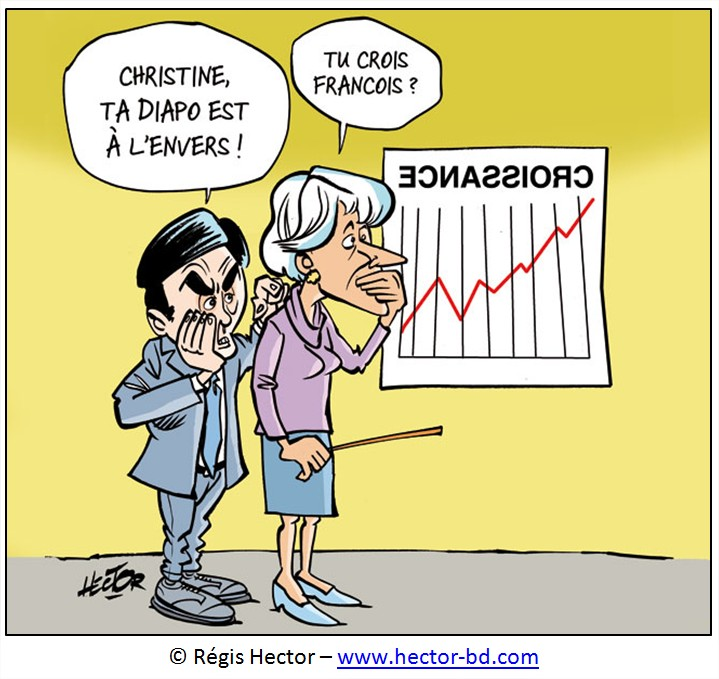 CHRISTINE,
TA DIAPO EST
À L'ENVERS !
TU CROIS
FRANCOIS ?
CROISSANCE
HECTOR
© Régis Hector – www.hector-bd.com